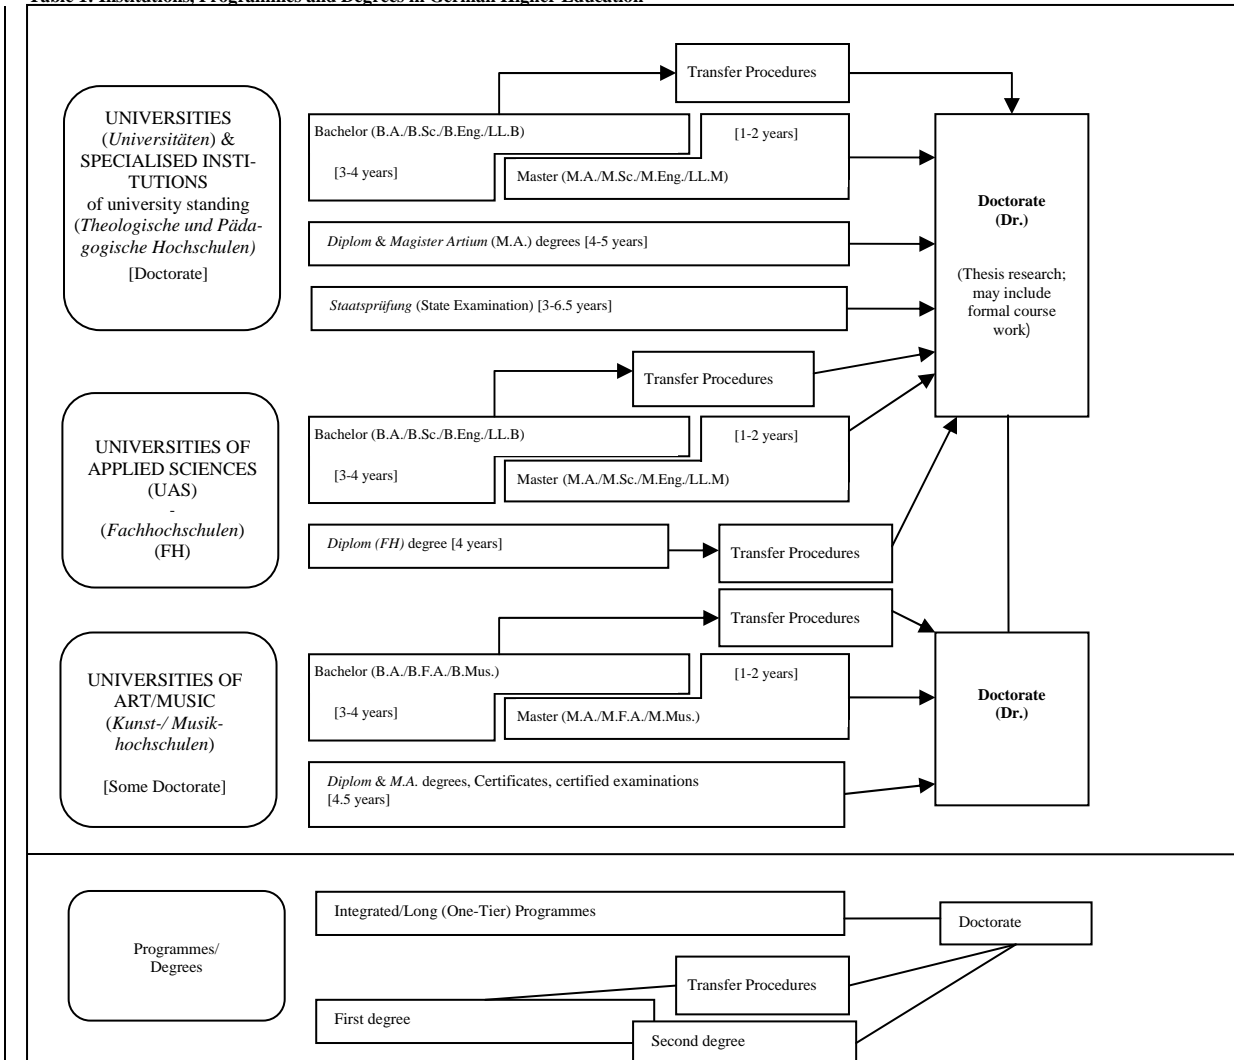 Table 1: Institutions, Programmes and Degrees in German Higher Education
Transfer Procedures
UNIVERSITIES
(Universitäten) &
SPECIALISED INSTI-
TUTIONS
of university standing
(Theologische und Päda-
gogische Hochschulen)
[Doctorate]
Bachelor (B.A./B.Sc./B.Eng./LL.B)
[3-4 years]
[1-2 years]
Master (M.A./M.Sc./M.Eng./LL.M)
Diplom & Magister Artium (M.A.) degrees [4-5 years]
Staatsprüfung (State Examination) [3-6.5 years]
Doctorate
(Dr.)
(Thesis research;
may include
formal course
work)
Transfer Procedures
UNIVERSITIES OF
APPLIED SCIENCES
(UAS)
-
(Fachhochschulen)
(FH)
Bachelor (B.A./B.Sc./B.Eng./LL.B)
[3-4 years]
[1-2 years]
Master (M.A./M.Sc./M.Eng./LL.M)
Diplom (FH) degree [4 years]
Transfer Procedures
Transfer Procedures
UNIVERSITIES OF
ART/MUSIC
(Kunst-/ Musik-
hochschulen)
[Some Doctorate]
Bachelor (B.A./B.F.A./B.Mus.)
[3-4 years]
[1-2 years]
Master (M.A./M.F.A./M.Mus.)
Diplom & M.A. degrees, Certificates, certified examinations
[4.5 years]
Doctorate
(Dr.)
Programmes/
Degrees
Integrated/Long (One-Tier) Programmes
Doctorate
Transfer Procedures
First degree
Second degree